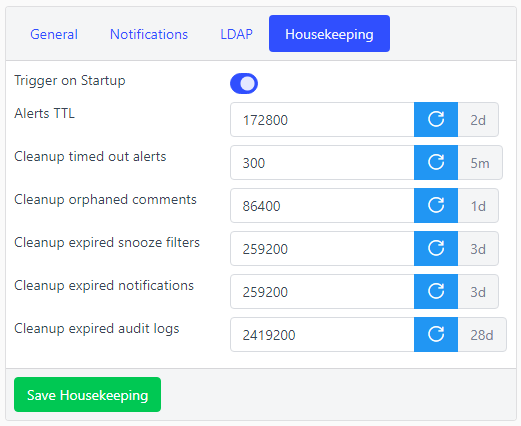 General Notifications LDAP Housekeeping
Trigger on Startup
Alerts TTL 172800 2d
Cleanup timed out alerts 300 5m
Cleanup orphaned comments 86400 1d
Cleanup expired snooze filters 259200 3d
Cleanup expired notifications 259200 3d
Cleanup expired audit logs 2419200 28d
Save Housekeeping